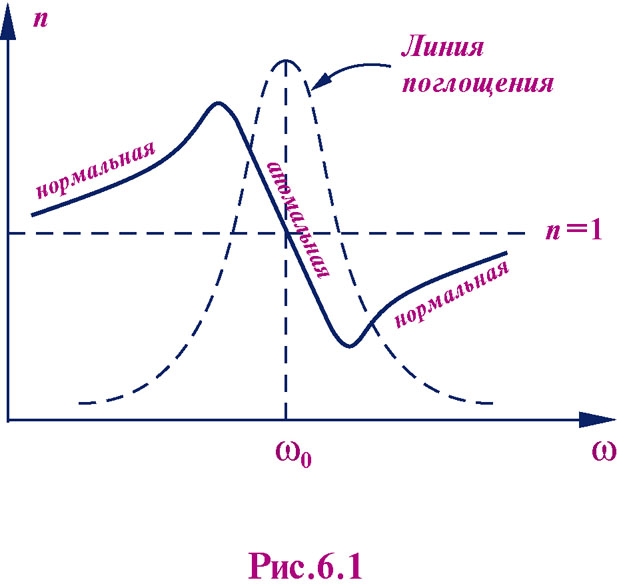 n
Линия
поглощения
нормальная
аномальная
n = 1
нормальная
ω₀
ω
Рис.6.1